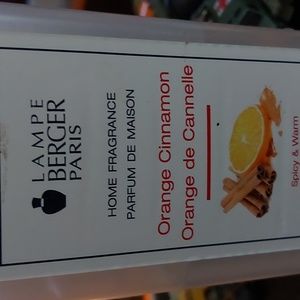 LAMPE
BERGER
PARIS
HOME FRAGRANCE
PARFUM DE MAISON
Orange Cinnamon
Orange de Cannelle
Spicy & Warm